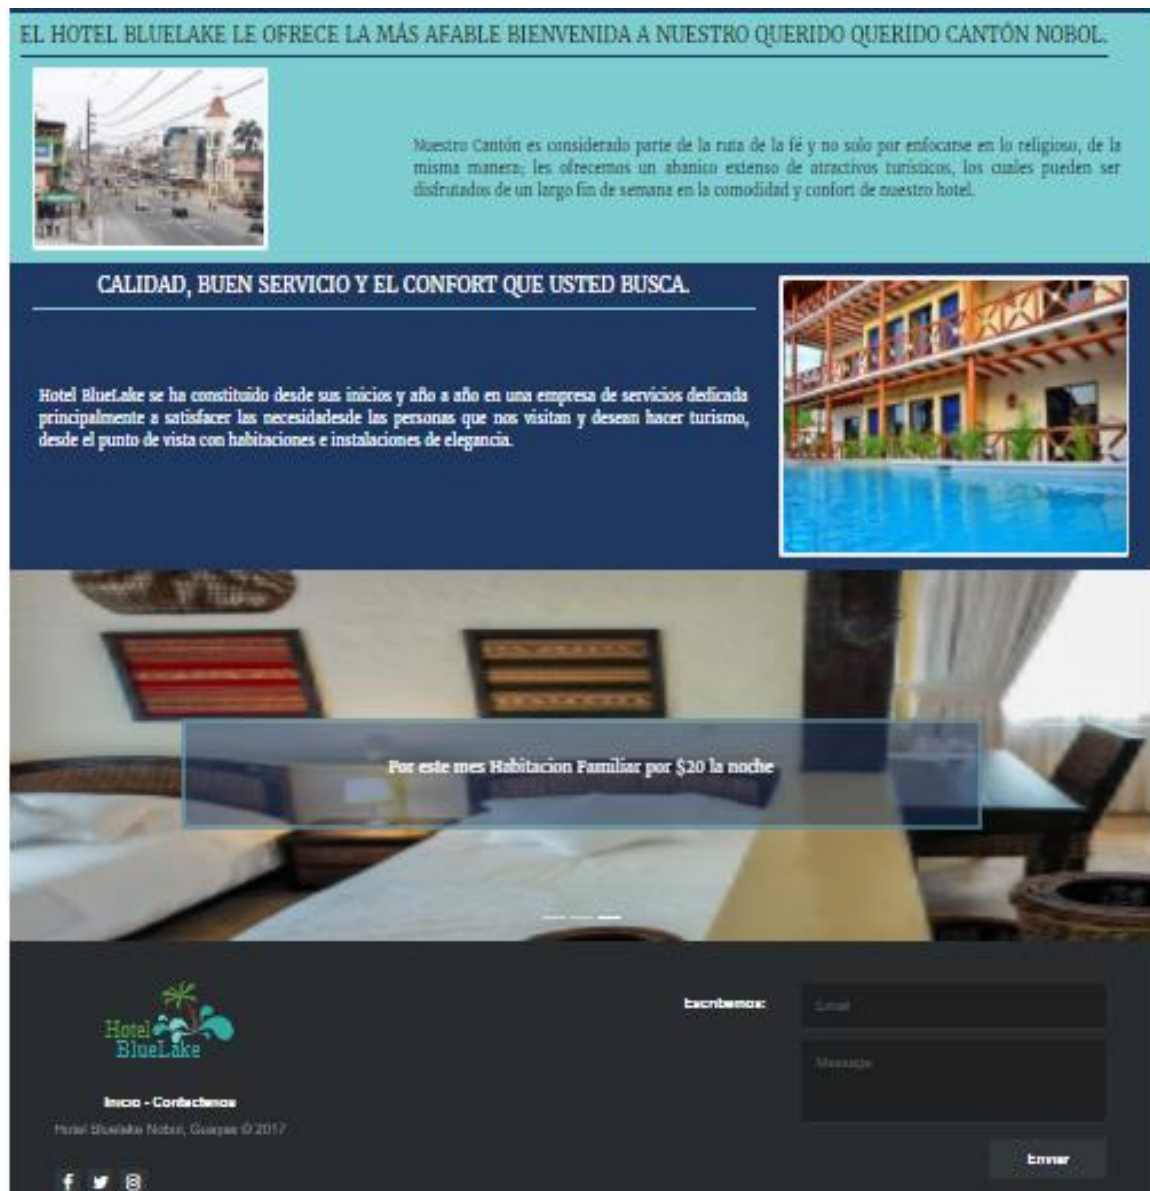 EL HOTEL BLUELAKE LE OFRECE LA MÁS AFABLE BIENVENIDA A NUESTRO QUERIDO QUERIDO CANTÓN NOBOL.
Nuestro Cantón es considerado parte de la ruta de la fé y no solo por enfocarse en lo religioso, de la
misma manera; les ofrecemos un abanico extenso de atractivos turísticos, los cuales pueden ser
disfrutados de un largo fin de semana en la comodidad y confort de nuestro hotel.
CALIDAD, BUEN SERVICIO Y EL CONFORT QUE USTED BUSCA.
Hotel BlueLake se ha constituido desde sus inicios y año a año en una empresa de servicios dedicada
principalmente a satisfacer las necesidadesde las personas que nos visitan y desean hacer turismo,
desde el punto de vista con habitaciones e instalaciones de elegancia.
Por este mes Habitacion Familiar por $20 la noche
Hotel
BlueLake
Inicio - Contactenos
Hotel Bluelake Nobol, Guayas © 2017
Escribenos:
Email
Message
Enviar